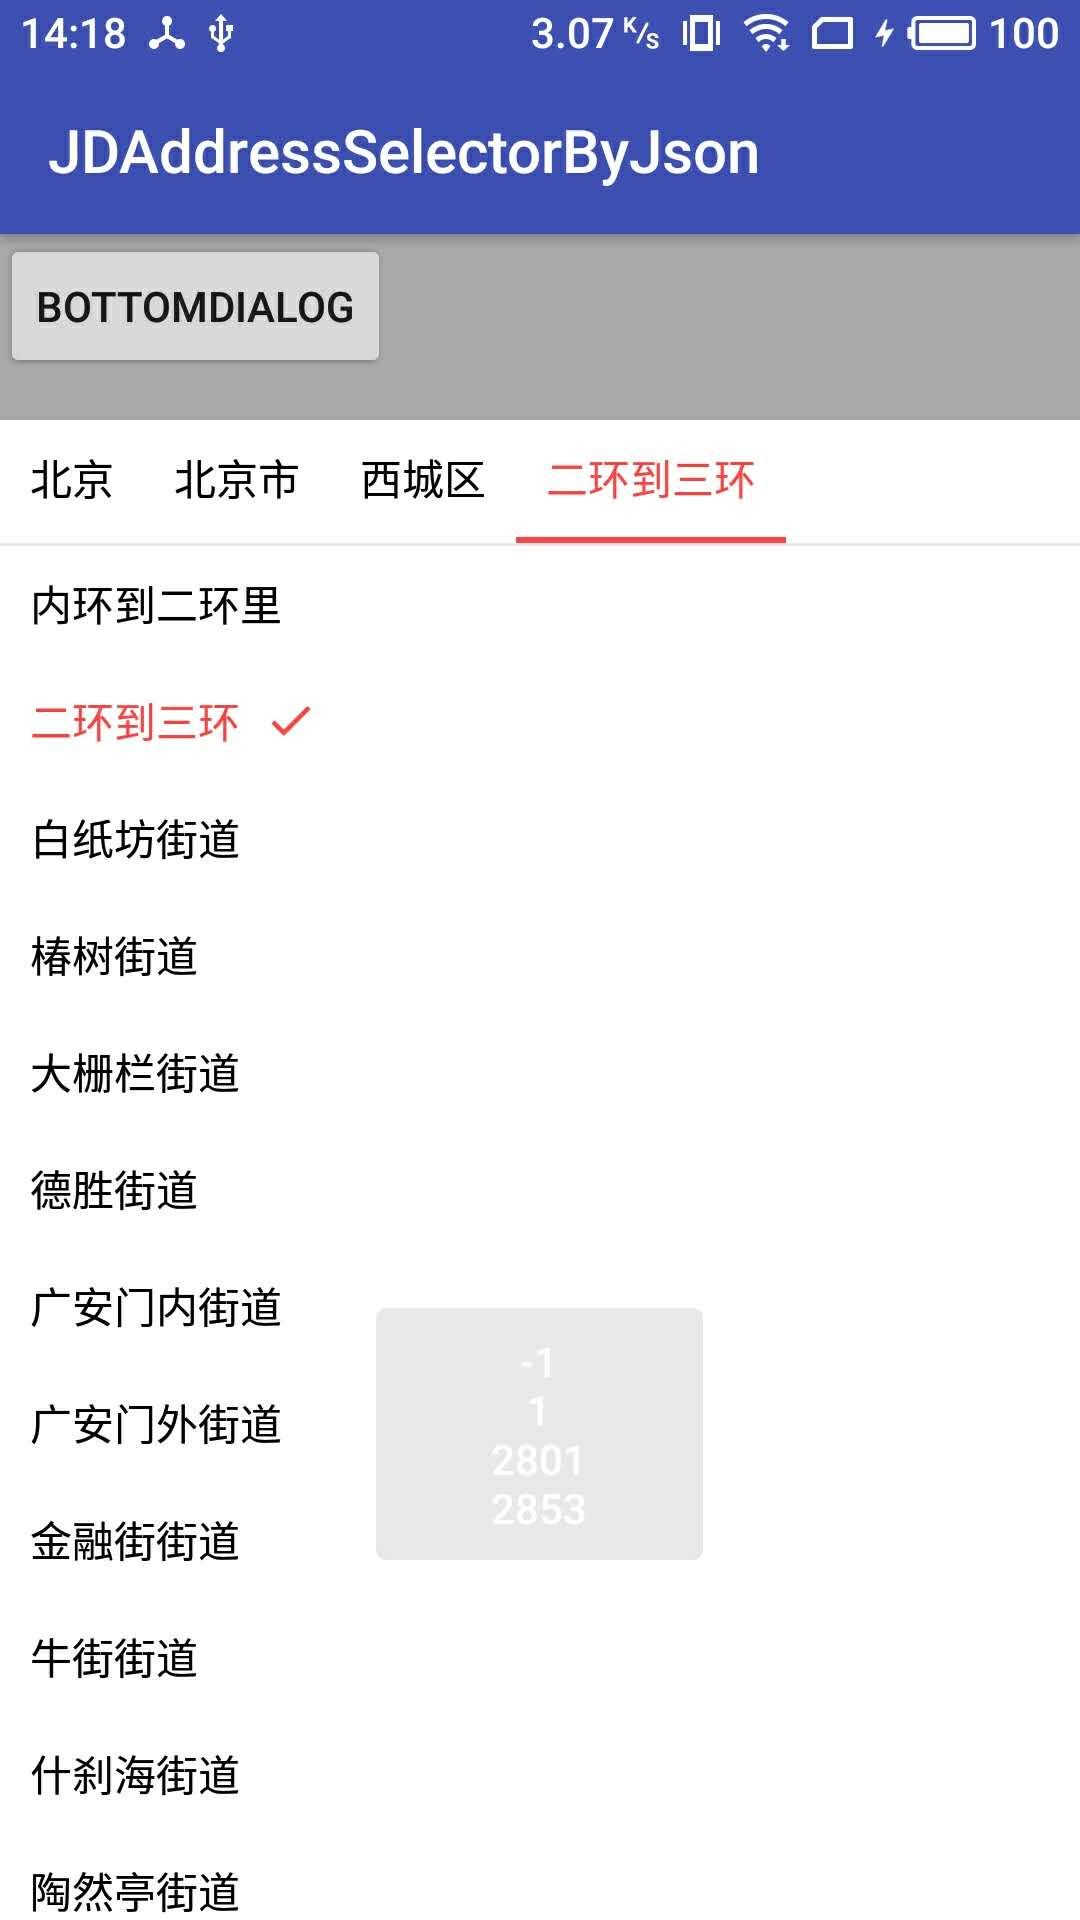 14:18 3.07 K/s 100
JDAddressSelectorByJson
BOTTOMDIALOG
北京 北京市 西城区 二环到三环
内环到二环里
二环到三环
白纸坊街道
椿树街道
大栅栏街道
德胜街道
广安门内街道
-1
1
广安门外街道
2801
2853
金融街街道
牛街街道
什刹海街道
陶然亭街道